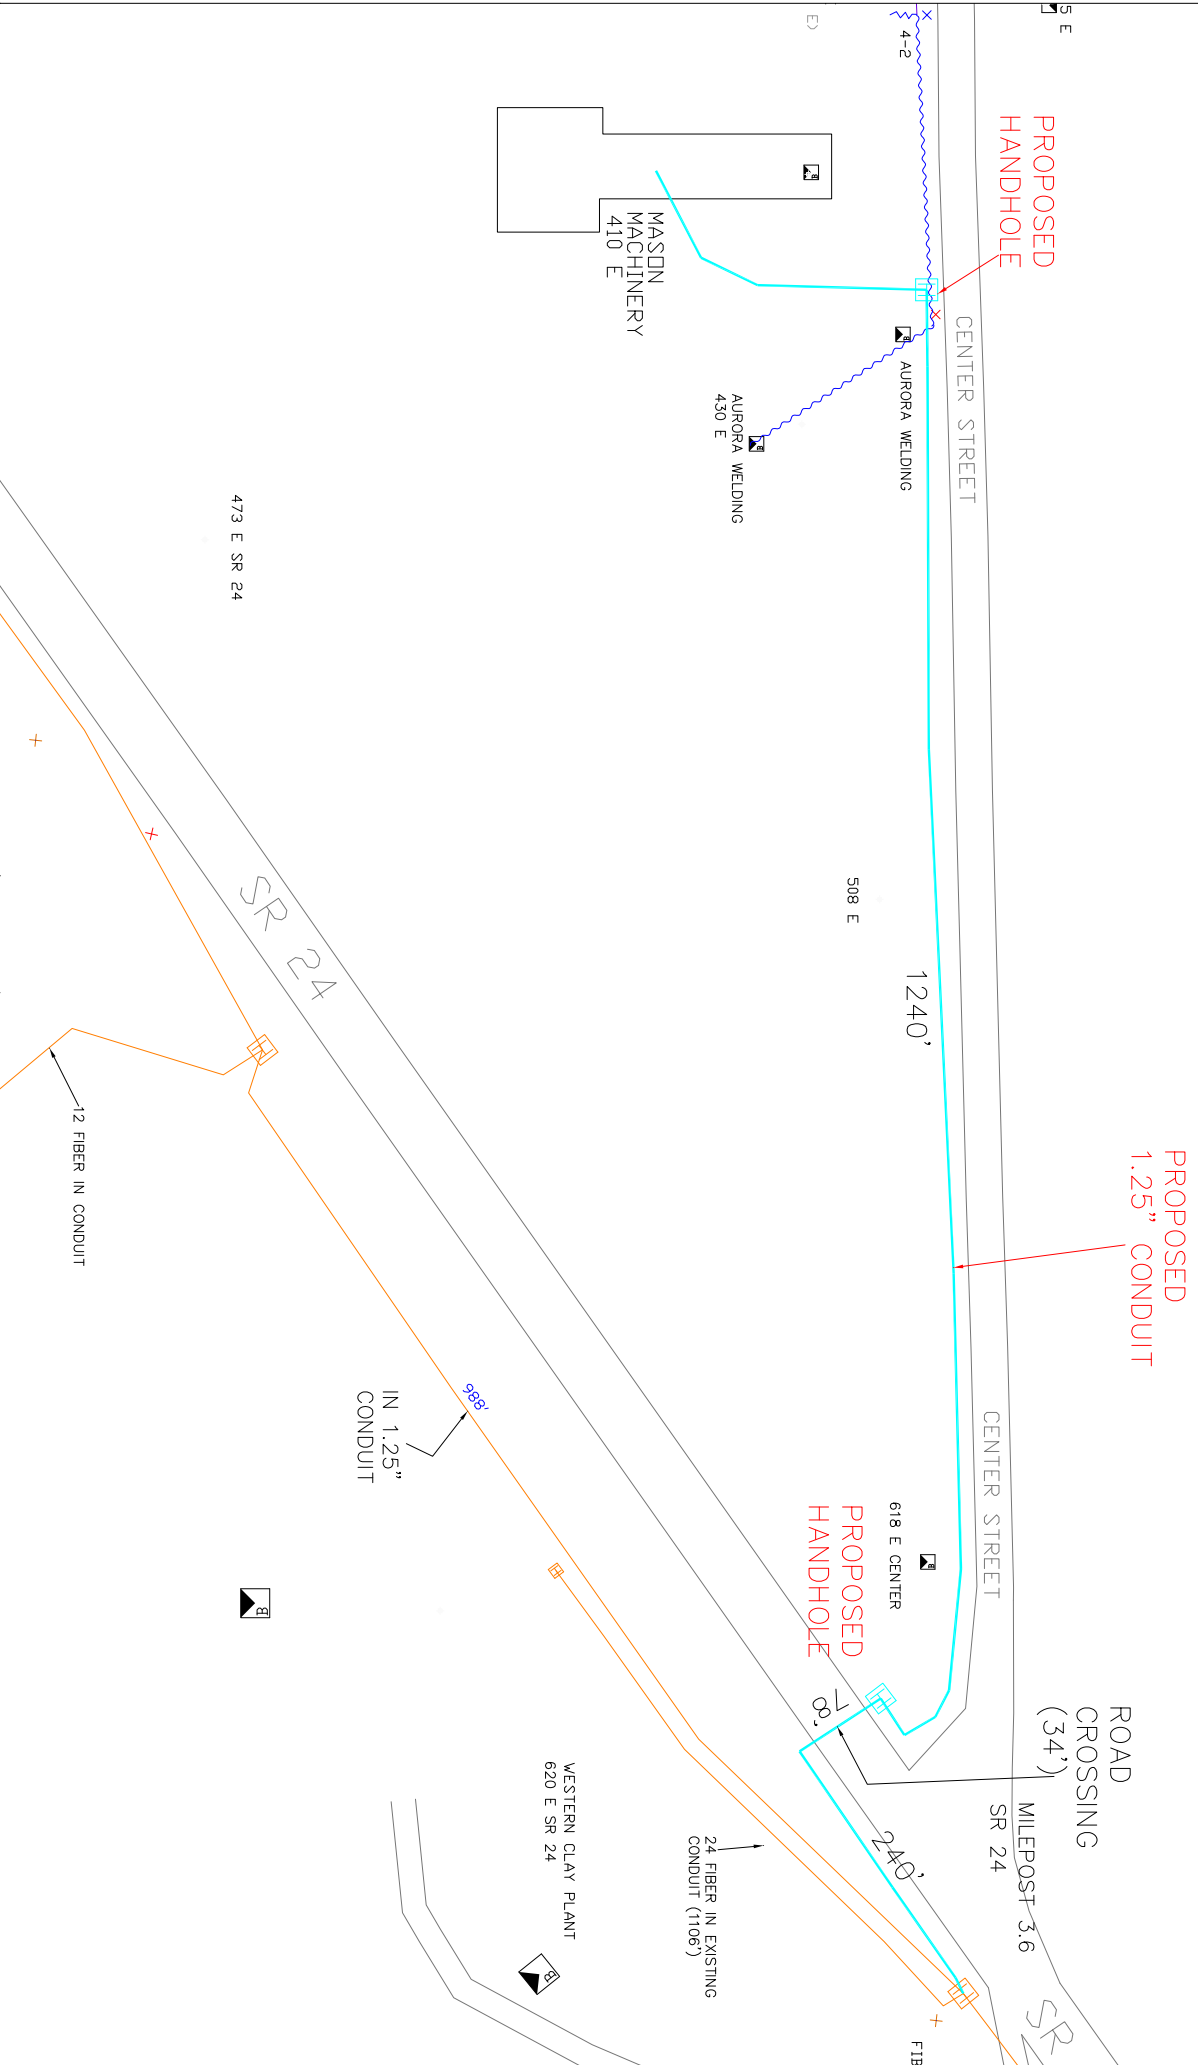 5 E
E)
4-2
PROPOSED
HANDHOLE
MASON
MACHINERY
410 E
CENTER STREET
AURORA WELDING
AURORA WELDING
430 E
473 E SR 24
508 E
SR 24
1240'
PROPOSED
1.25" CONDUIT
12 FIBER IN CONDUIT
988'
IN 1.25"
CONDUIT
CENTER STREET
618 E CENTER
PROPOSED
HANDHOLE
78'
ROAD
CROSSING
(34')
MILEPOST 3.6
SR 24
240'
WESTERN CLAY PLANT
620 E SR 24
24 FIBER IN EXISTING
CONDUIT (1106')
SR
FIB
B
B
B
B
B
B